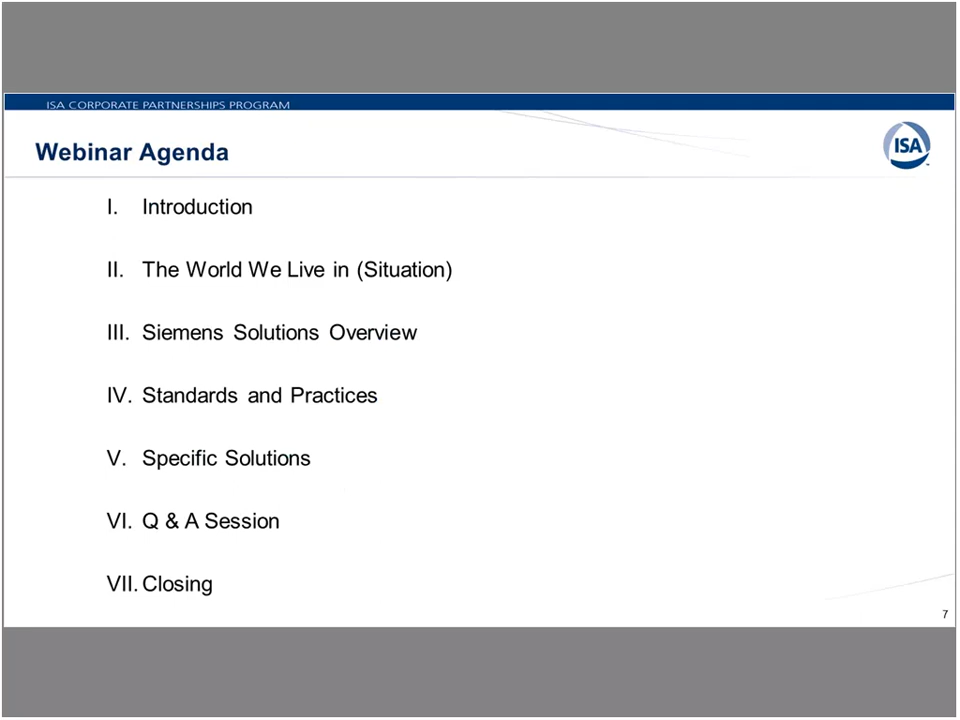 ISA CORPORATE PARTNERSHIPS PROGRAM
Webinar Agenda
ISA
I. Introduction
II. The World We Live in (Situation)
III. Siemens Solutions Overview
IV. Standards and Practices
V. Specific Solutions
VI. Q & A Session
VII. Closing
7